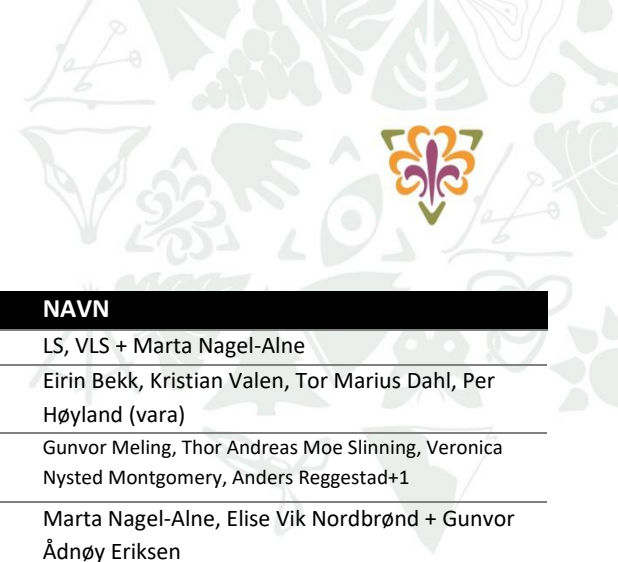 NAVN
LS, VLS + Marta Nagel-Alne
Eirin Bekk, Kristian Valen, Tor Marius Dahl, Per
Høyland (vara)
Gunvor Meling, Thor Andreas Moe Slinning, Veronica
Nysted Montgomery, Anders Reggestad+1
Marta Nagel-Alne, Elise Vik Nordbrønd + Gunvor
Ådnøy Eriksen